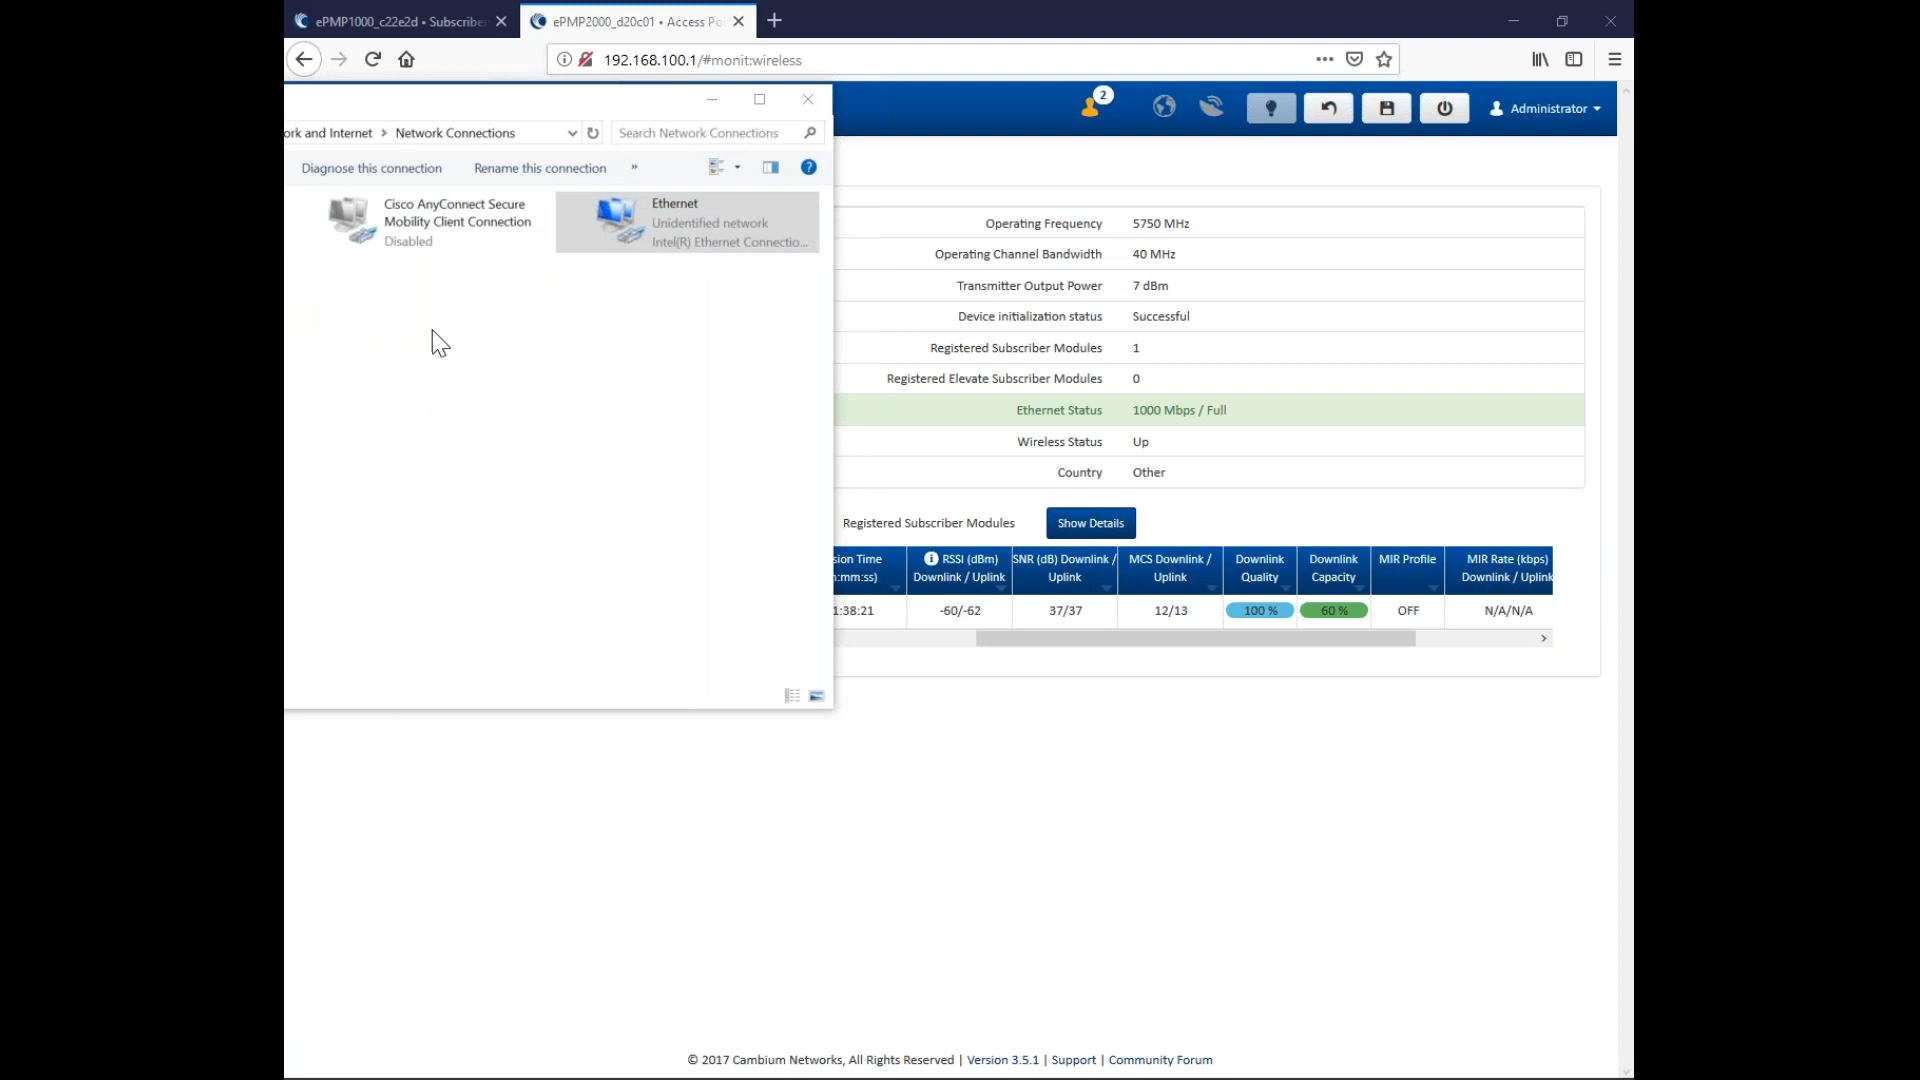 ePMP1000_c22e2d • Subscribe
ePMP2000_d20c01 • Access Po
192.168.100.1/#monit:wireless
2
Administrator
ork and Internet > Network Connections
Search Network Connections
Diagnose this connection
Rename this connection
»
Cisco AnyConnect Secure
Mobility Client Connection
Disabled
Ethernet
Unidentified network
Intel(R) Ethernet Connectio...
Operating Frequency 5750 MHz
Operating Channel Bandwidth 40 MHz
Transmitter Output Power 7 dBm
Device initialization status Successful
Registered Subscriber Modules 1
Registered Elevate Subscriber Modules 0
Ethernet Status 1000 Mbps / Full
Wireless Status Up
Country Other
Registered Subscriber Modules Show Details
sion Time
:mm:ss)
RSSI (dBm)
Downlink / Uplink
SNR (dB) Downlink /
Uplink
MCS Downlink /
Uplink
Downlink
Quality
Downlink
Capacity
MIR Profile
MIR Rate (kbps)
Downlink / Uplink
1:38:21 -60/-62 37/37 12/13 100 % 60 % OFF N/A/N/A
© 2017 Cambium Networks, All Rights Reserved | Version 3.5.1 | Support | Community Forum